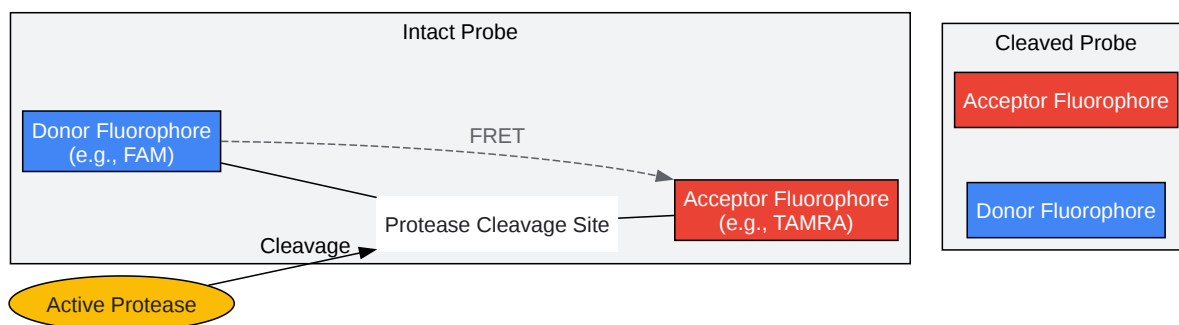 Intact Probe
Donor Fluorophore
(e.g., FAM)
FRET
Acceptor Fluorophore
(e.g., TAMRA)
Protease Cleavage Site
Cleavage
Active Protease
Cleaved Probe
Acceptor Fluorophore
Donor Fluorophore